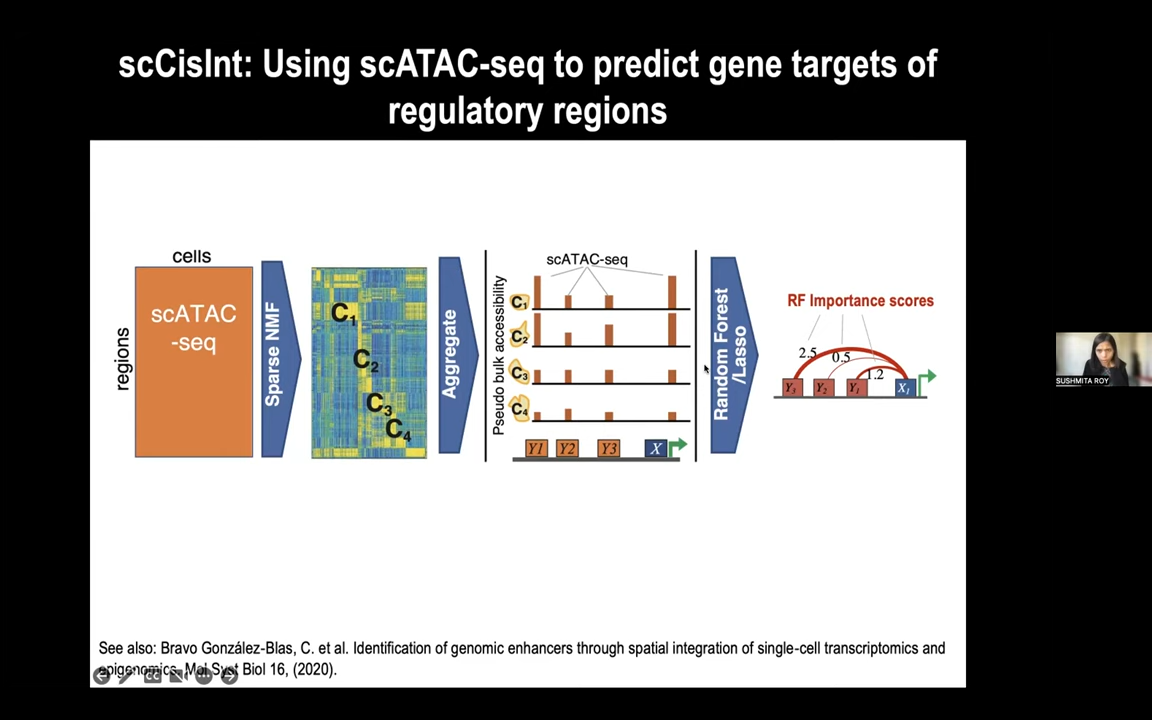 scCisInt: Using scATAC-seq to predict gene targets of
regulatory regions
cells
regions
scATAC
-seq
Sparse NMF
C1
C2
C3
C4
Aggregate
Pseudo bulk accessibility
scATAC-seq
C1
C2
C3
C4
Y1 Y2 Y3 X
Random Forest
/Lasso
RF Importance scores
2.5 0.5 1.2
Y3 Y2 Y1 X1
SUSHMITA ROY
See also: Bravo González-Blas, C. et al. Identification of genomic enhancers through spatial integration of single-cell transcriptomics and
epigenomics. Mol Syst Biol 16, (2020).